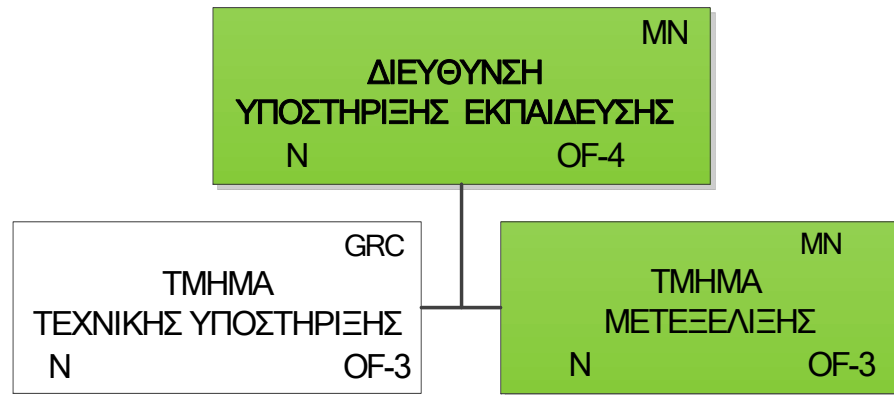 MN
ΔΙΕΥΘΥΝΣΗ
ΥΠΟΣΤΗΡΙΞΗΣ ΕΚΠΑΙΔΕΥΣΗΣ
N OF-4
GRC
ΤΜΗΜΑ
ΤΕΧΝΙΚΗΣ ΥΠΟΣΤΗΡΙΞΗΣ
N OF-3
MN
ΤΜΗΜΑ
ΜΕΤΕΞΕΛΙΞΗΣ
N OF-3